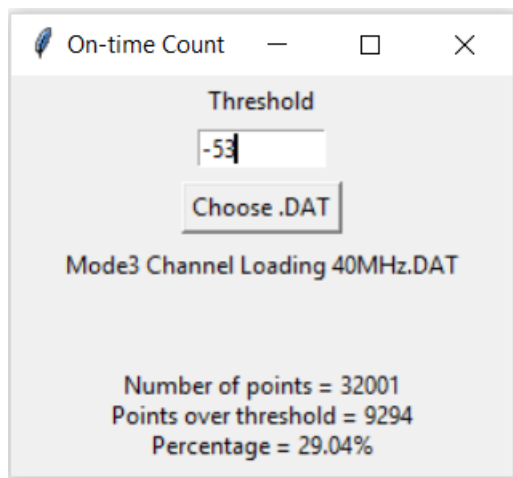 On-time Count
Threshold
-53
Choose .DAT
Mode3 Channel Loading 40MHz.DAT
Number of points = 32001
Points over threshold = 9294
Percentage = 29.04%